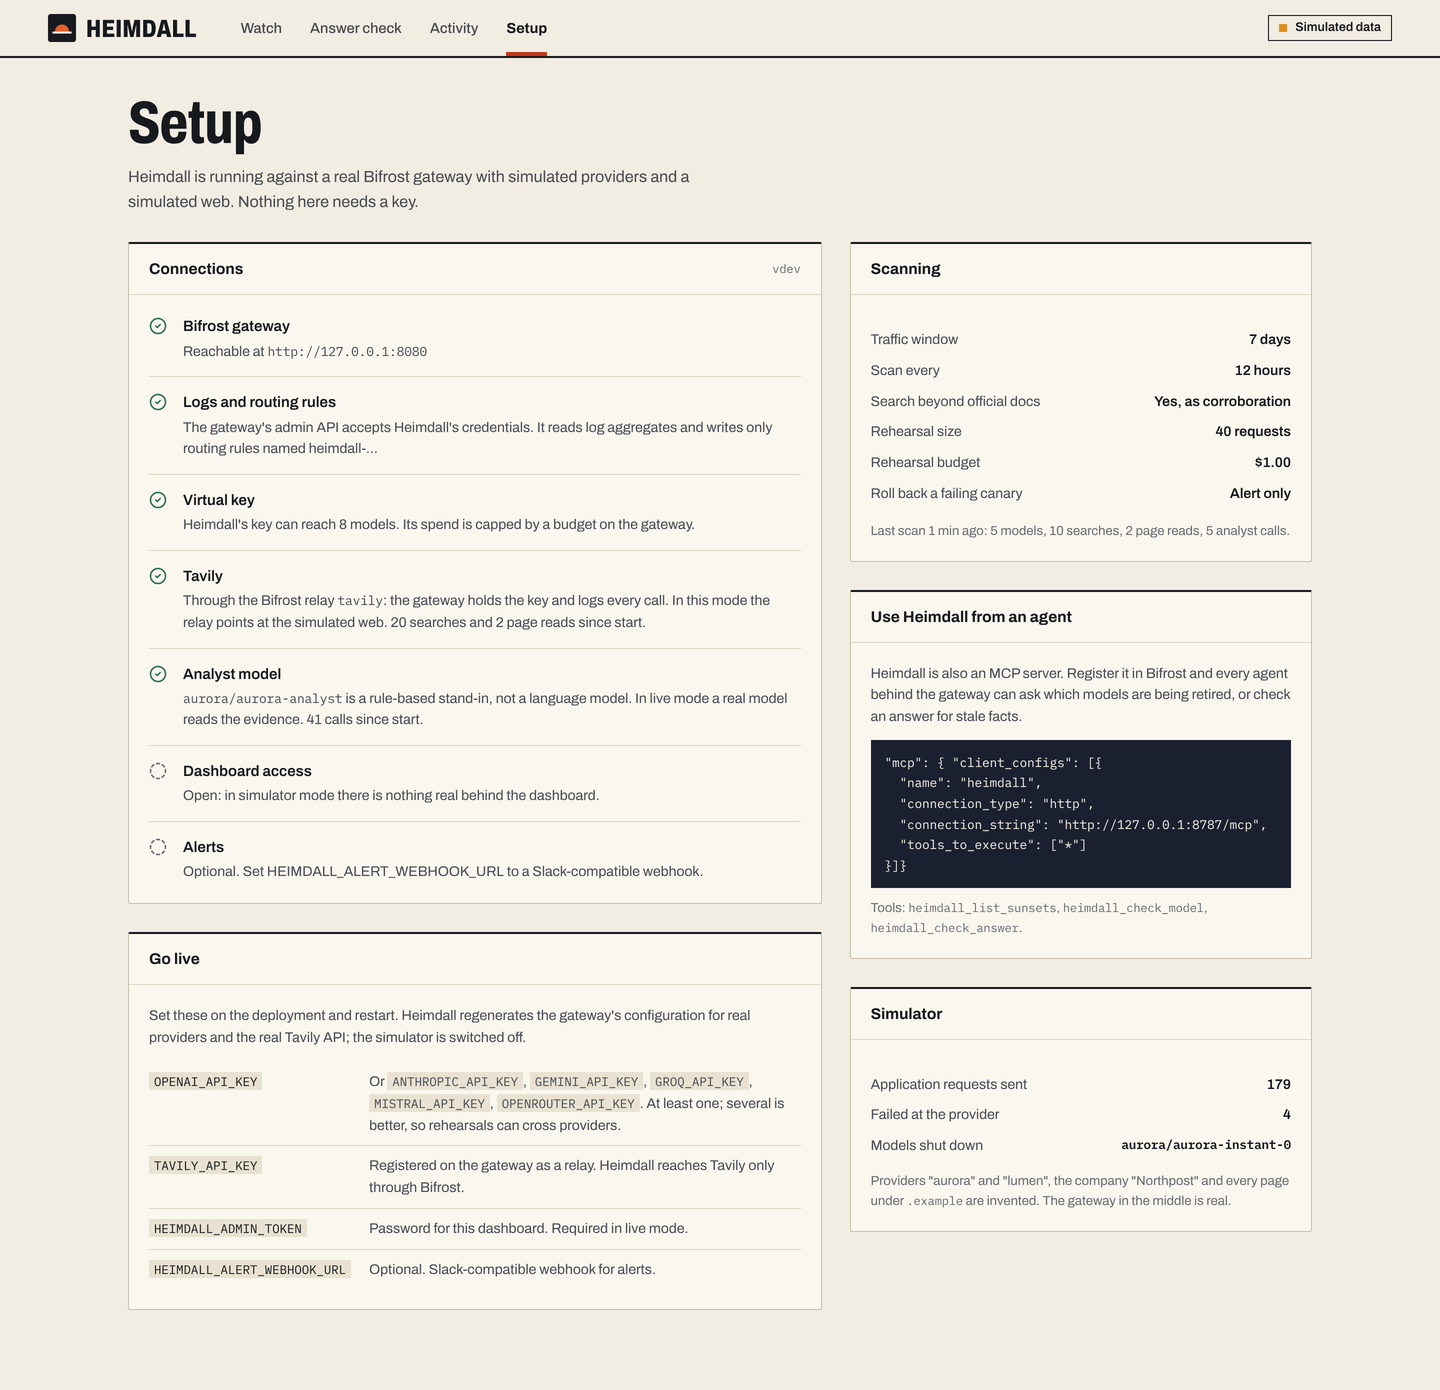 HEIMDALL
Watch
Answer check
Activity
Setup
Simulated data
Setup
Heimdall is running against a real Bifrost gateway with simulated providers and a
simulated web. Nothing here needs a key.
Connections
vdev
Bifrost gateway
Reachable at http://127.0.0.1:8080
Logs and routing rules
The gateway's admin API accepts Heimdall's credentials. It reads log aggregates and writes only
routing rules named heimdall-...
Virtual key
Heimdall's key can reach 8 models. Its spend is capped by a budget on the gateway.
Tavily
Through the Bifrost relay tavily: the gateway holds the key and logs every call. In this mode the
relay points at the simulated web. 20 searches and 2 page reads since start.
Analyst model
aurora/aurora-analyst is a rule-based stand-in, not a language model. In live mode a real model
reads the evidence. 41 calls since start.
Dashboard access
Open: in simulator mode there is nothing real behind the dashboard.
Alerts
Optional. Set HEIMDALL_ALERT_WEBHOOK_URL to a Slack-compatible webhook.
Go live
Set these on the deployment and restart. Heimdall regenerates the gateway's configuration for real
providers and the real Tavily API; the simulator is switched off.
OPENAI_API_KEY
Or ANTHROPIC_API_KEY, GEMINI_API_KEY, GROQ_API_KEY,
MISTRAL_API_KEY, OPENROUTER_API_KEY. At least one; several is
better, so rehearsals can cross providers.
TAVILY_API_KEY
Registered on the gateway as a relay. Heimdall reaches Tavily only
through Bifrost.
HEIMDALL_ADMIN_TOKEN
Password for this dashboard. Required in live mode.
HEIMDALL_ALERT_WEBHOOK_URL
Optional. Slack-compatible webhook for alerts.
Scanning
Traffic window 7 days
Scan every 12 hours
Search beyond official docs Yes, as corroboration
Rehearsal size 40 requests
Rehearsal budget $1.00
Roll back a failing canary Alert only
Last scan 1 min ago: 5 models, 10 searches, 2 page reads, 5 analyst calls.
Use Heimdall from an agent
Heimdall is also an MCP server. Register it in Bifrost and every agent
behind the gateway can ask which models are being retired, or check
an answer for stale facts.
"mcp": { "client_configs": [{
"name": "heimdall",
"connection_type": "http",
"connection_string": "http://127.0.0.1:8787/mcp",
"tools_to_execute": ["*"]
}]}
Tools: heimdall_list_sunsets, heimdall_check_model,
heimdall_check_answer.
Simulator
Application requests sent 179
Failed at the provider 4
Models shut down aurora/aurora-instant-0
Providers "aurora" and "lumen", the company "Northpost" and every page
under .example are invented. The gateway in the middle is real.